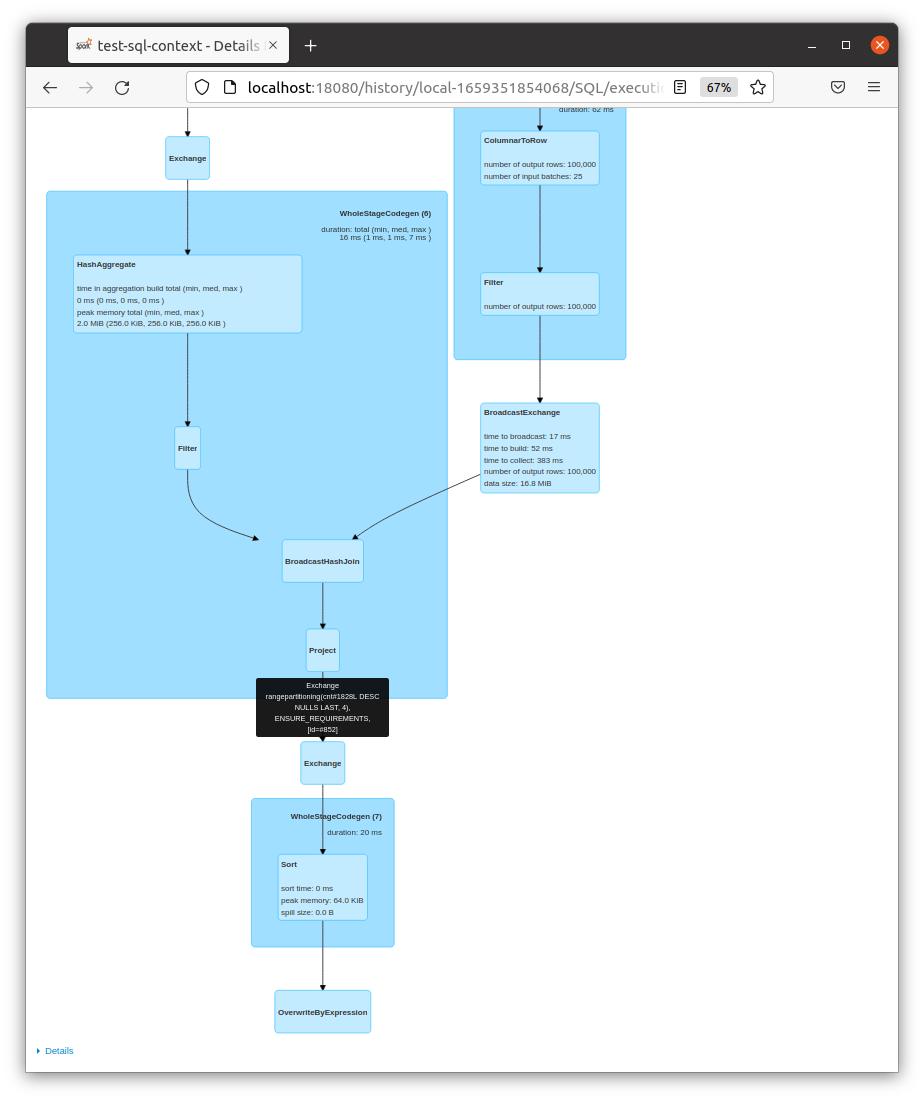 test-sql-context - Details
localhost:18080/history/local-1659351854068/SQL/executi
67%
duration: 62 ms
ColumnarToRow
number of output rows: 100,000
number of input batches: 25
Exchange
WholeStageCodegen (6)
duration: total (min, med, max )
16 ms (1 ms, 1 ms, 7 ms )
HashAggregate
time in aggregation build total (min, med, max )
0 ms (0 ms, 0 ms, 0 ms )
peak memory total (min, med, max )
2.0 MiB (256.0 KiB, 256.0 KiB, 256.0 KiB )
Filter
number of output rows: 100,000
BroadcastExchange
time to broadcast: 17 ms
time to build: 52 ms
time to collect: 383 ms
number of output rows: 100,000
data size: 16.8 MiB
Filter
BroadcastHashJoin
Project
Exchange
rangepartitioning(cnt#1828L DESC
NULLS LAST, 4),
ENSURE_REQUIREMENTS,
[id=#852]
Exchange
WholeStageCodegen (7)
duration: 20 ms
Sort
sort time: 0 ms
peak memory: 64.0 KiB
spill size: 0.0 B
OverwriteByExpression
Details